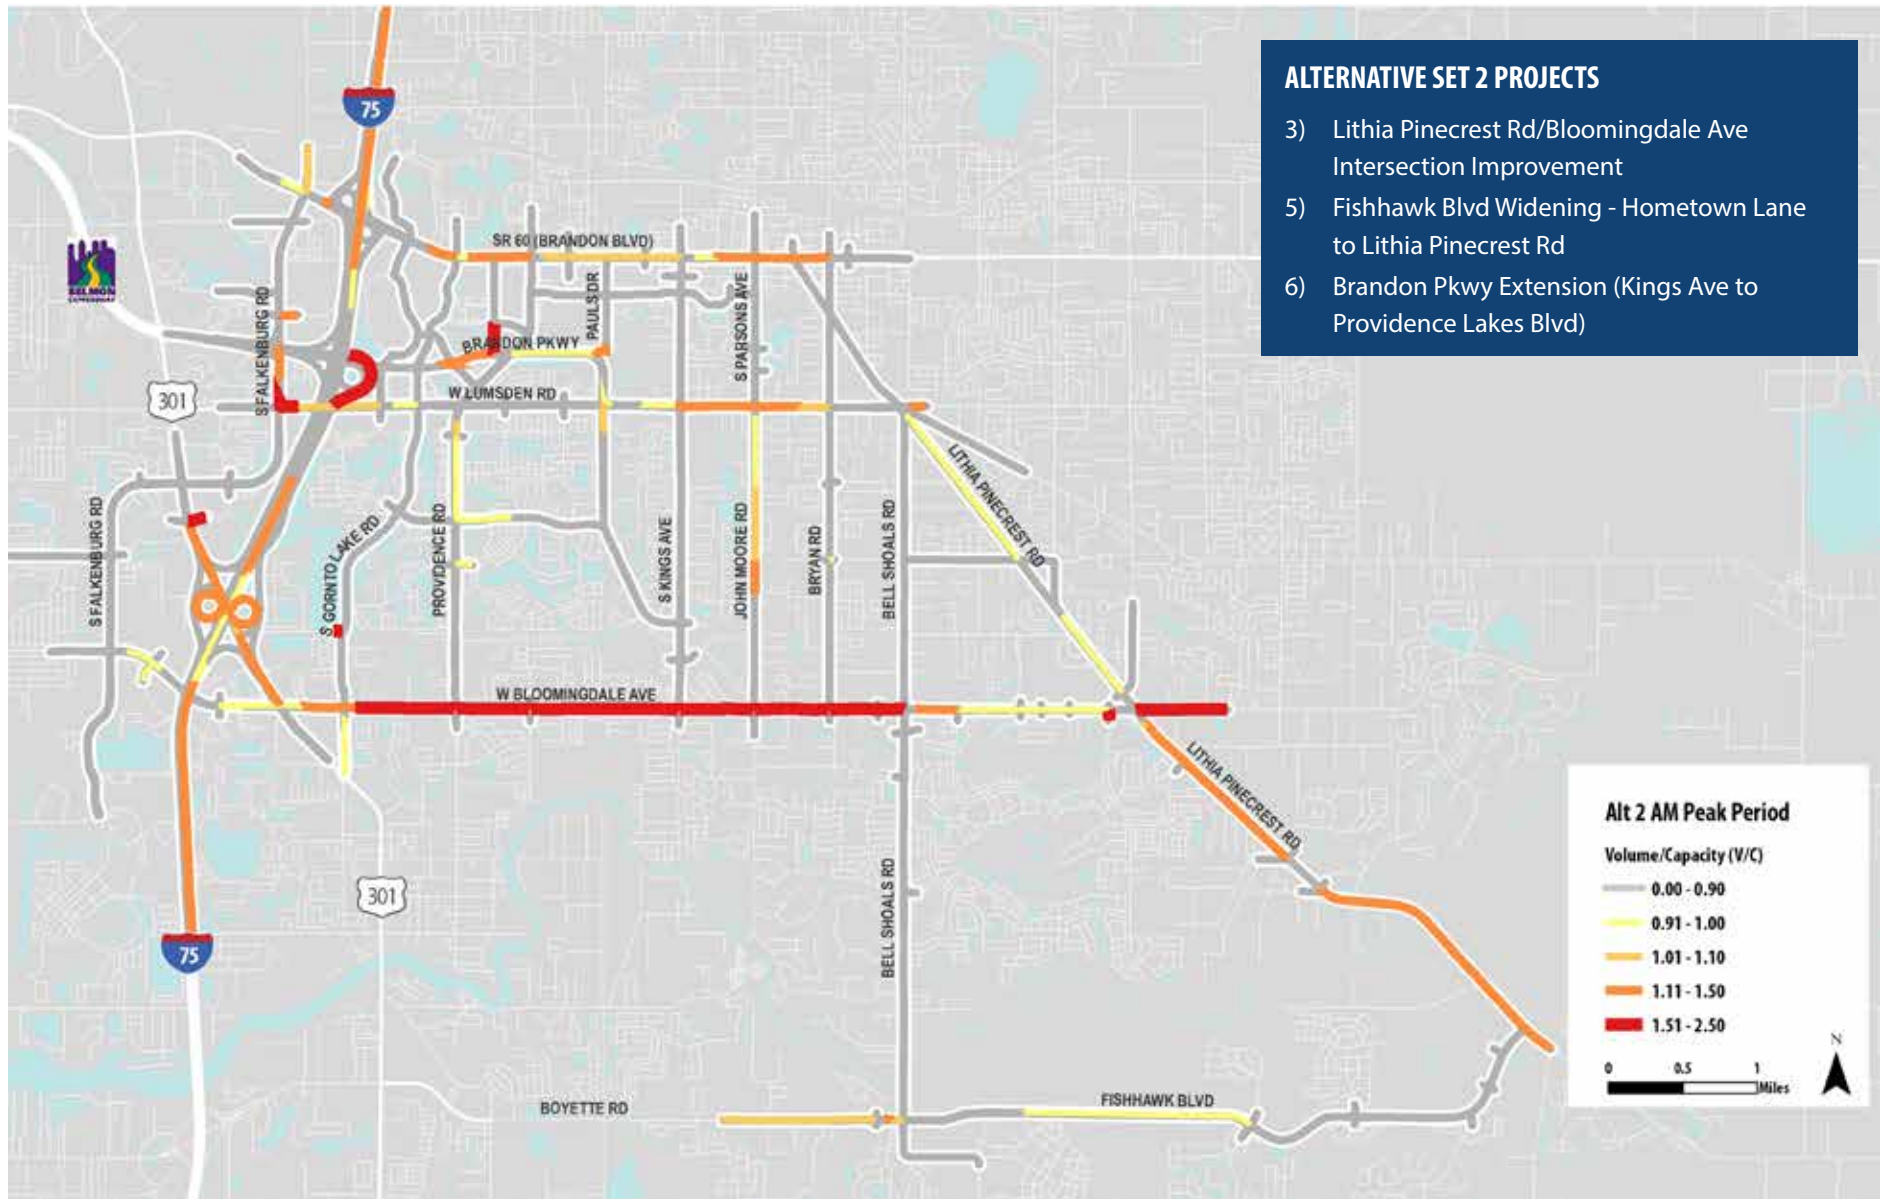 ALTERNATIVE SET 2 PROJECTS
3) Lithia Pinecrest Rd/Bloomingdale Ave
Intersection Improvement
5) Fishhawk Blvd Widening - Hometown Lane
to Lithia Pinecrest Rd
6) Brandon Pkwy Extension (Kings Ave to
Providence Lakes Blvd)
75
SR 60 (BRANDON BLVD)
S FALKENBURG RD
PAULS DR
S PARSONS AVE
BRANDON PKWY
W LUMSDEN RD
301
LITHIA PINECREST RD
S FALKENBURG RD
S GORNTO LAKE RD
PROVIDENCE RD
S KINGS AVE
JOHN MOORE RD
BRYAN RD
BELL SHOALS RD
W BLOOMINGDALE AVE
LITHIA PINECREST RD
301
BELL SHOALS RD
75
BOYETTE RD
FISHHAWK BLVD
Alt 2 AM Peak Period
Volume/Capacity (V/C)
0.00 - 0.90
0.91 - 1.00
1.01 - 1.10
1.11 - 1.50
1.51 - 2.50
N
0 0.5 1
Miles